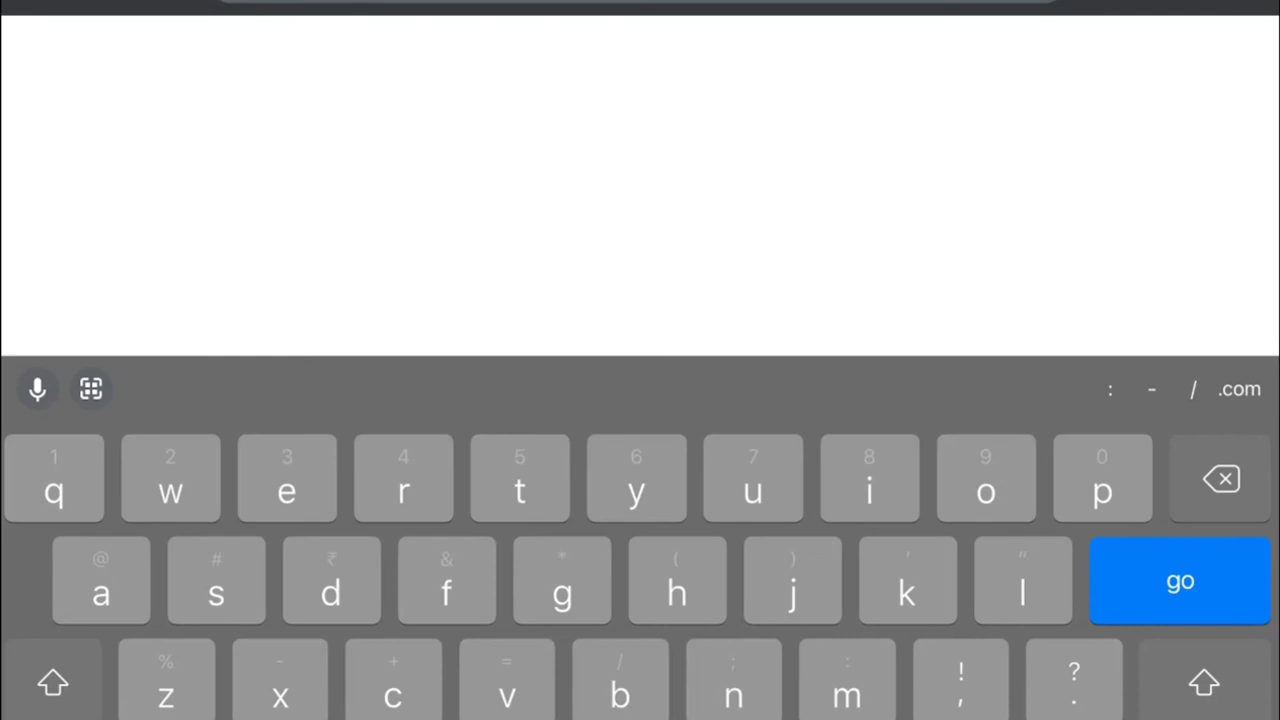 : - / .com
1 2 3 4 5 6 7 8 9 0
q w e r t y u i o p
@ # ₹ & * ( ) ' "
a s d f g h j k l go
% - + = / ; : ! ?
z x c v b n m , .